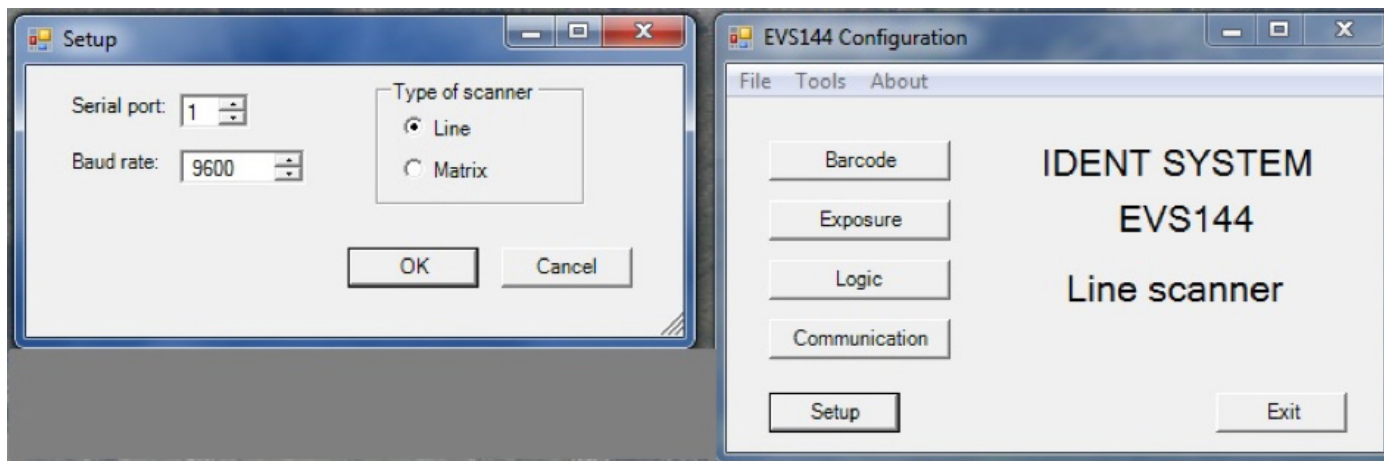 Setup
Serial port: 1
Baud rate: 9600
Type of scanner
Line
Matrix
OK Cancel
EVS144 Configuration
File Tools About
Barcode
Exposure
Logic
Communication
Setup
IDENT SYSTEM
EVS144
Line scanner
Exit